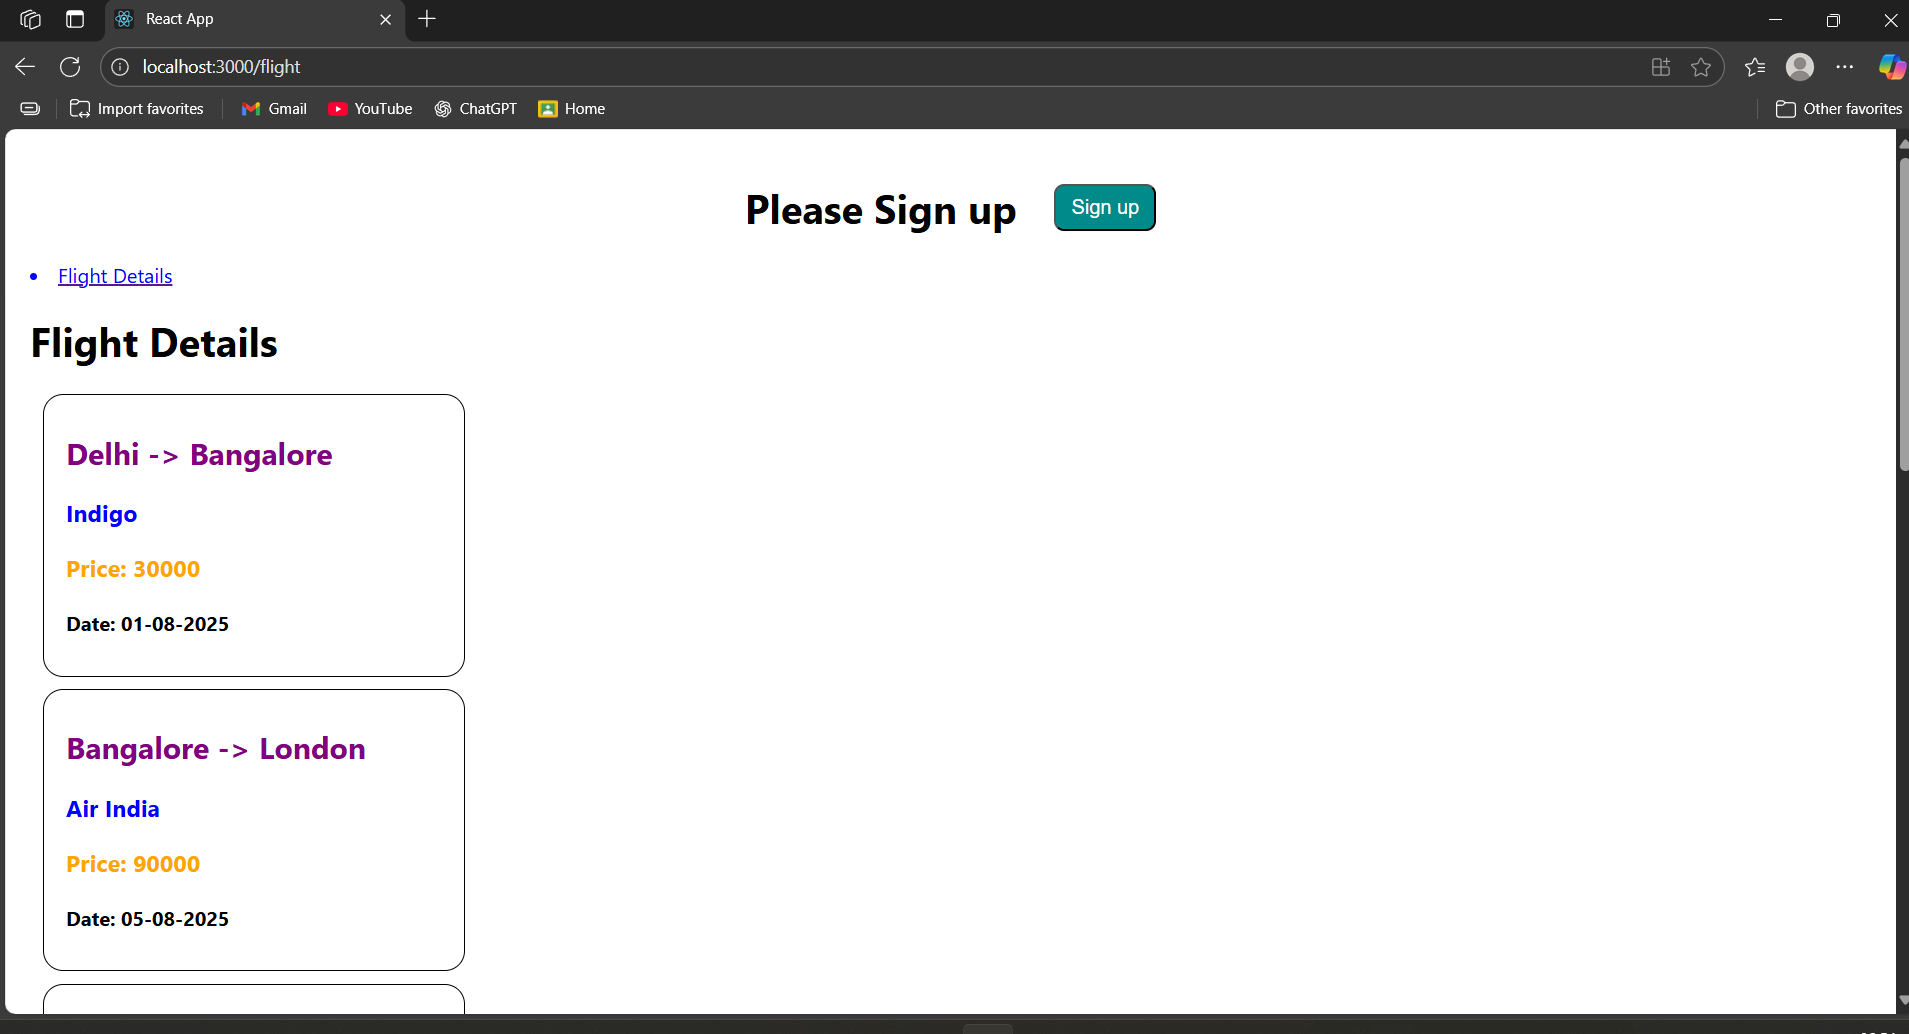 React App
localhost:3000/flight
Import favorites
Gmail
YouTube
ChatGPT
Home
Other favorites
Please Sign up
Sign up
Flight Details
Flight Details
Delhi -> Bangalore
Indigo
Price: 30000
Date: 01-08-2025
Bangalore -> London
Air India
Price: 90000
Date: 05-08-2025